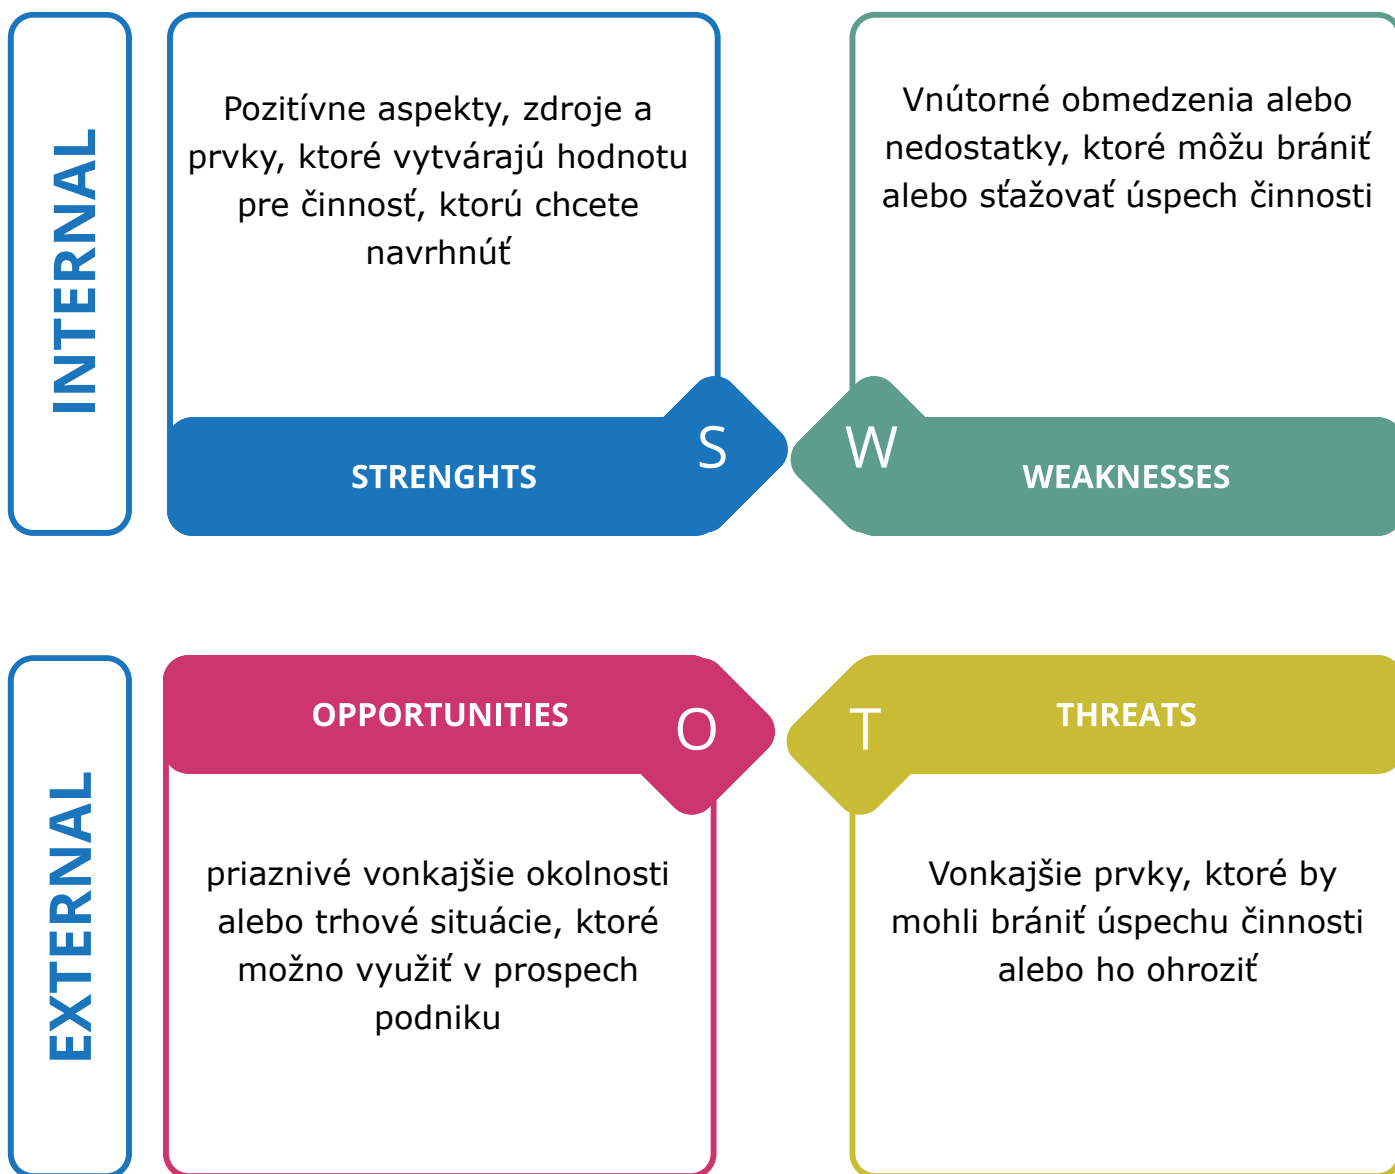 INTERNAL
Pozitívne aspekty, zdroje a
prvky, ktoré vytvárajú hodnotu
pre činnosť, ktorú chcete
navrhnúť
S
STRENGHTS
Vnútorné obmedzenia alebo
nedostatky, ktoré môžu brániť
alebo sťažovať úspech činnosti
W
WEAKNESSES
EXTERNAL
OPPORTUNITIES
O
priaznivé vonkajšie okolnosti
alebo trhové situácie, ktoré
možno využiť v prospech
podniku
T
THREATS
Vonkajšie prvky, ktoré by
mohli brániť úspechu činnosti
alebo ho ohroziť